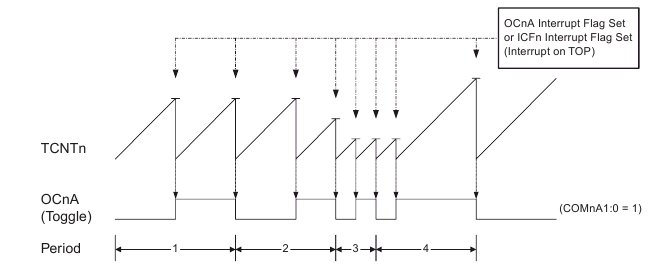 OCnA Interrupt Flag Set
or ICFn Interrupt Flag Set
(Interrupt on TOP)
TCNTn
OCnA
(Toggle)
(COMnA1:0 = 1)
Period
1
2
3
4